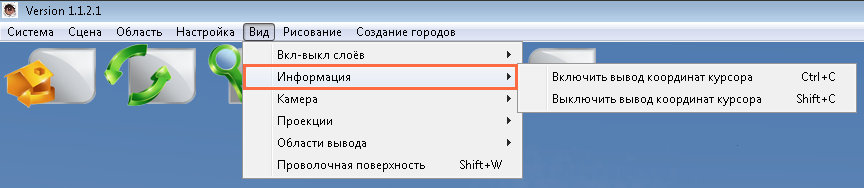 Version 1.1.2.1
Система Сцена Область Настройка Вид Рисование Создание городов
Вкл-выкл слоёв
Информация
Включить вывод координат курсора Ctrl+C
Камера
Выключить вывод координат курсора Shift+C
Проекции
Области вывода
Проволочная поверхность Shift+W